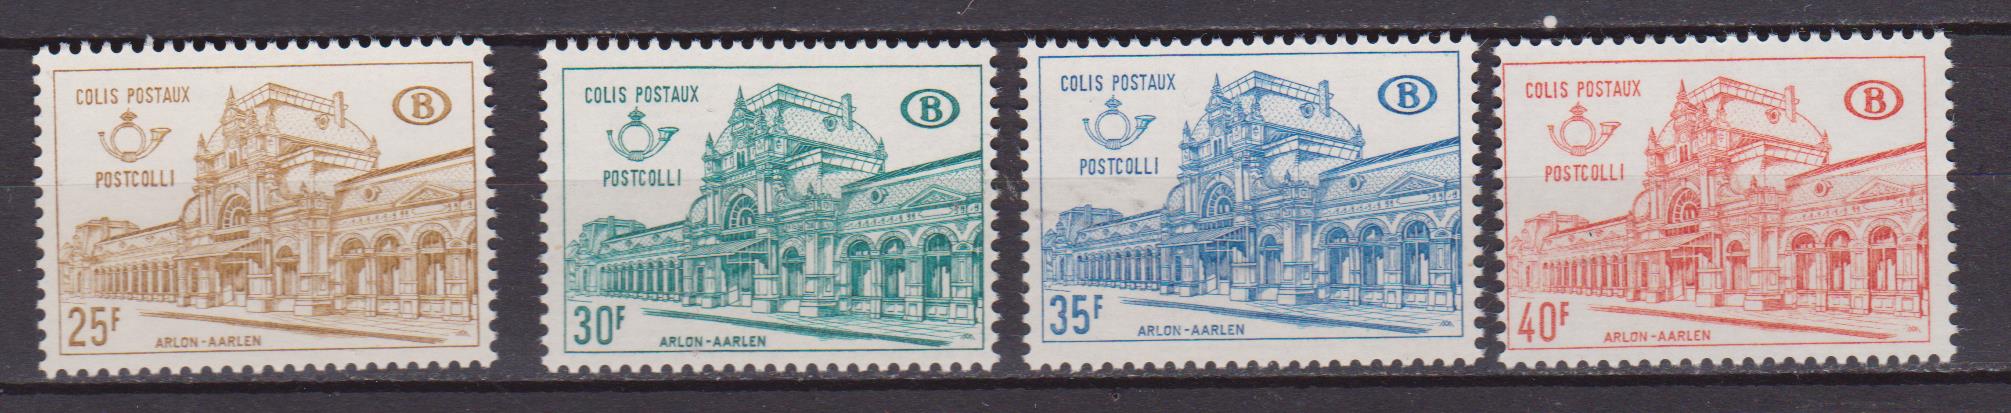 COLIS POSTAUX
B
POSTCOLLI
25F
ARLON-AARLEN
COLIS POSTAUX
B
POSTCOLLI
30F
ARLON-AARLEN
COLIS POSTAUX
B
POSTCOLLI
35F
ARLON-AARLEN
COLIS POSTAUX
B
POSTCOLLI
40F
ARLON-AARLEN